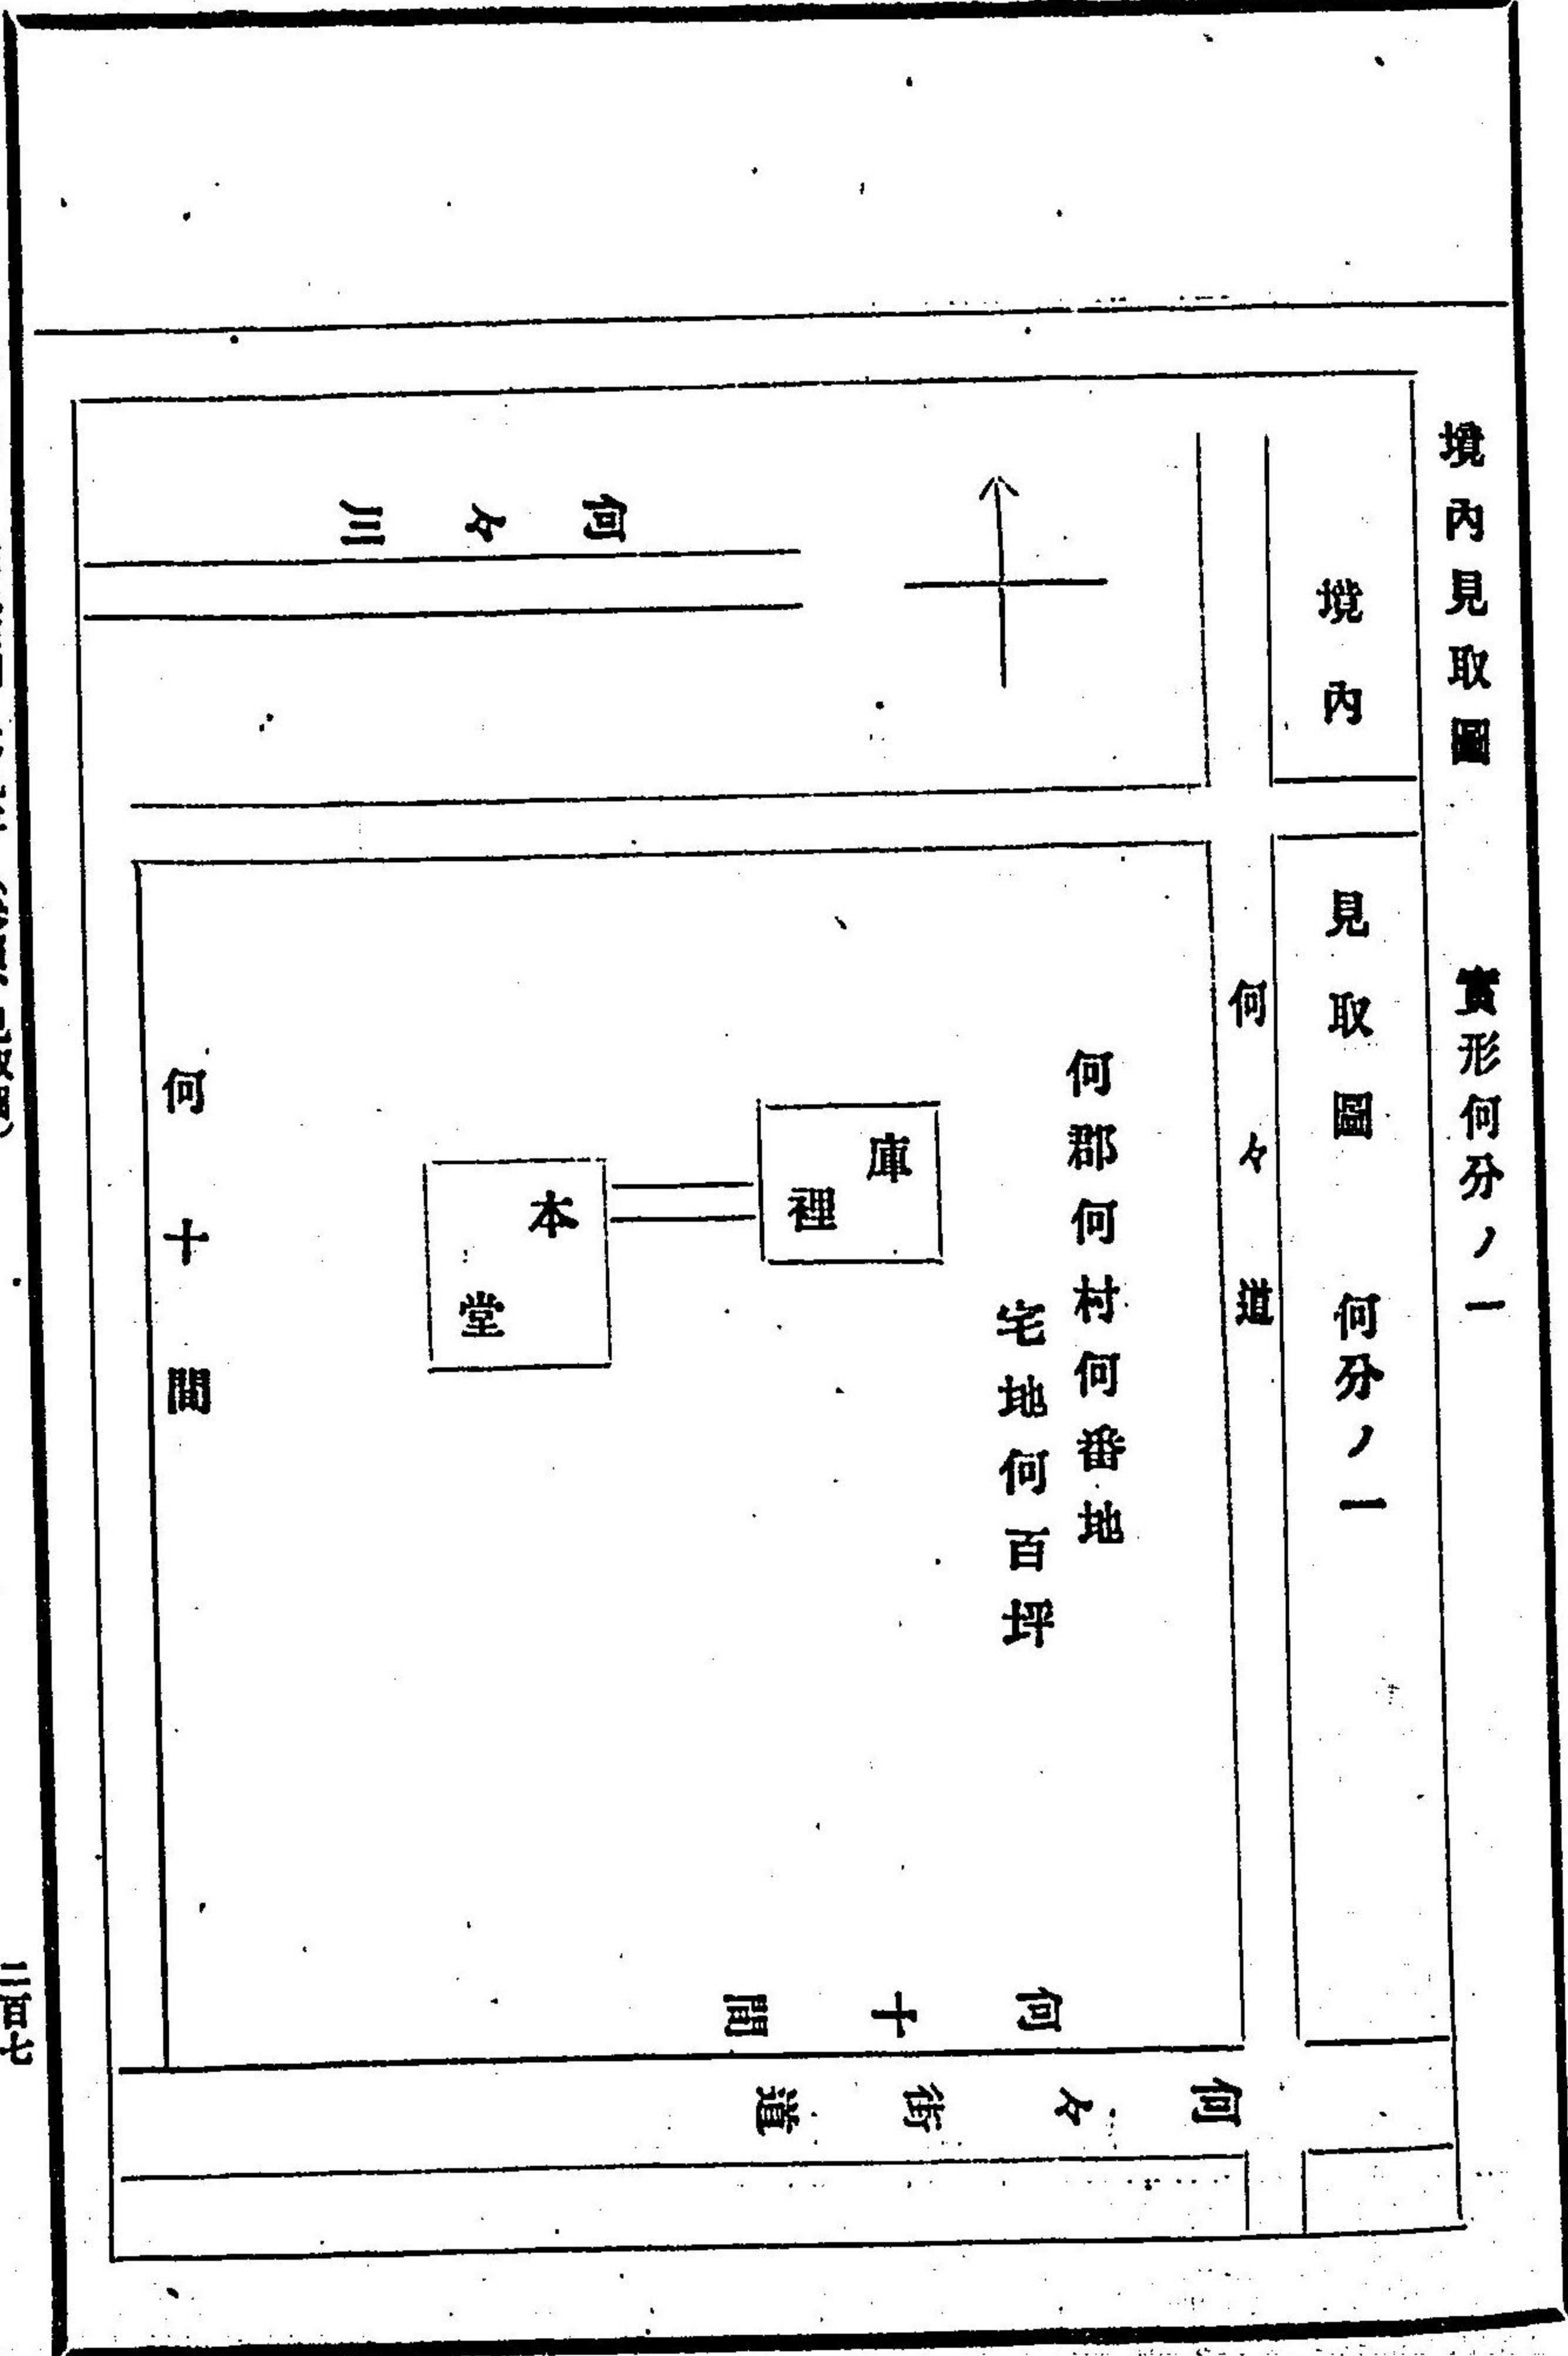 境內見取圖　實形何分ノ一
境內見取圖　何分ノ一
何々道
何郡何村何番地
宅地何百坪
庫裡
本堂
何々川
何十間
何十間
何々街道
三百七